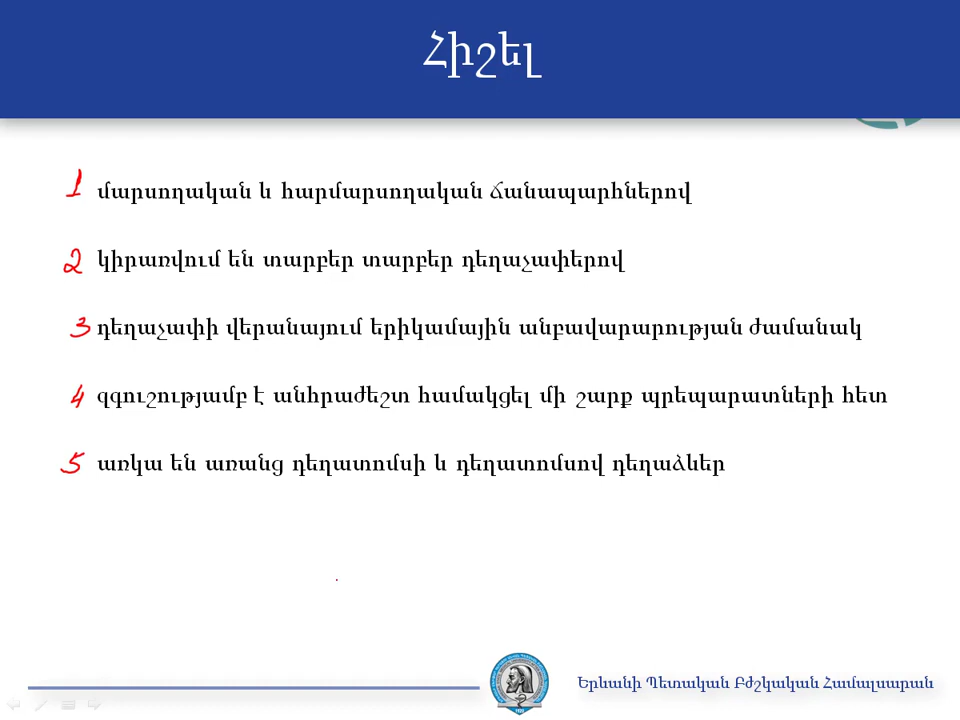 Հիշել
1 մարսողական և հարմարսողական ճանապարհներով
2 կիրառվում են տարբեր տարբեր դեղաչափերով
3 դեղաչափի վերանայում երիկամային անբավարարության ժամանակ
4 զգուշությամբ է անհրաժեշտ համակցել մի շարք պրեպարատների հետ
5 առկա են առանց դեղատոմսի և դեղատոմսով դեղաձևեր
Երևանի Պետական Բժշկական Համալսարան